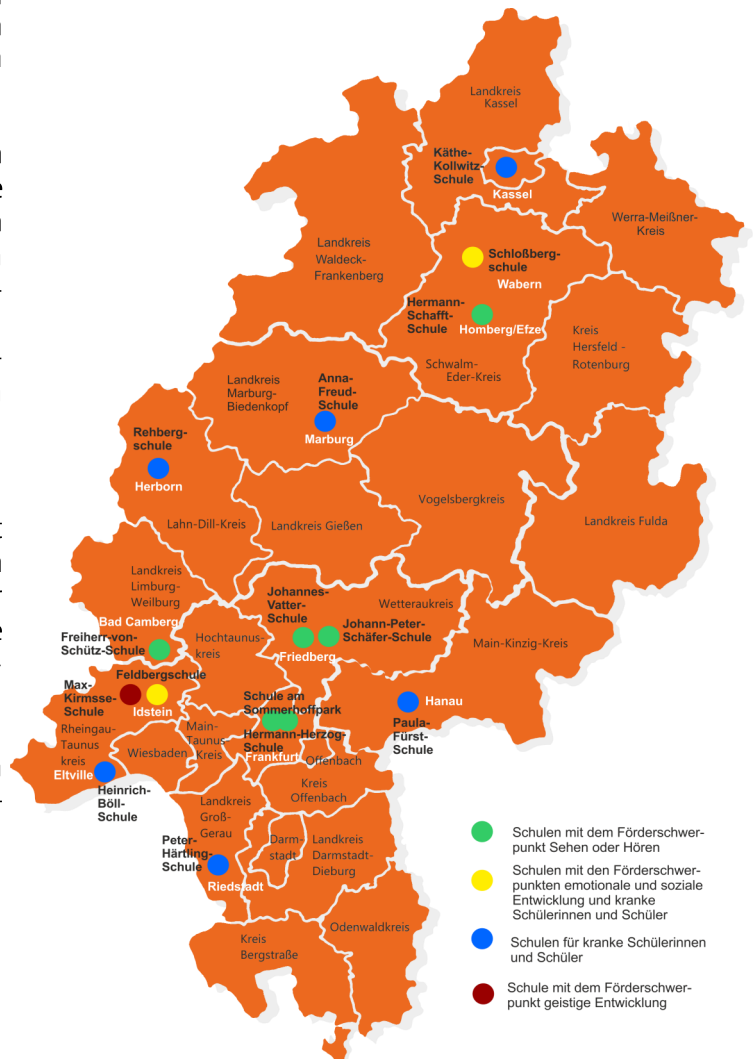 Landkreis
Kassel
Käthe-
Kollwitz-
Schule
Kassel
Werra-Meißner-
Kreis
Landkreis
Waldeck-
Frankenberg
Schloßberg-
schule
Wabern
Hermann-
Schafft-
Schule
Homberg/Efze
Kreis
Hersfeld -
Rotenburg
Schwalm-
Eder-Kreis
Landkreis
Marburg-
Biedenkopf
Anna-
Freud-
Schule
Marburg
Rehberg-
schule
Herborn
Lahn-Dill-Kreis
Landkreis Gießen
Vogelsbergkreis
Landkreis Fulda
Landkreis
Limburg-
Weilburg
Bad Camberg
Freiherr-von-
Schütz-Schule
Hochtaunus-
kreis
Johannes-
Vatter-
Schule
Wetteraukreis
Johann-Peter-
Schäfer-Schule
Friedberg
Main-Kinzig-Kreis
Feldbergschule
Max-
Kirmsse-
Schule
Idstein
Schule am
Sommerhoffpark
Hermann-Herzog-
Schule
Frankfurt
Hanau
Paula-
Fürst-
Schule
Rheingau-
Taunus
kreis
Eltville
Wiesbaden
Main-
Taunus-
Kreis
Offenbach
Kreis
Offenbach
Heinrich-
Böll-
Schule
Landkreis
Groß-
Gerau
Peter-
Härtling-
Schule
Riedstadt
Darm-
stadt
Landkreis
Darmstadt-
Dieburg
Odenwaldkreis
Kreis
Bergstraße
Schulen mit dem Förderschwer-
punkt Sehen oder Hören
Schulen mit den Förderschwer-
punkten emotionale und soziale
Entwicklung und kranke
Schülerinnen und Schüler
Schulen für kranke Schülerinnen
und Schüler
Schule mit dem Förderschwer-
punkt geistige Entwicklung